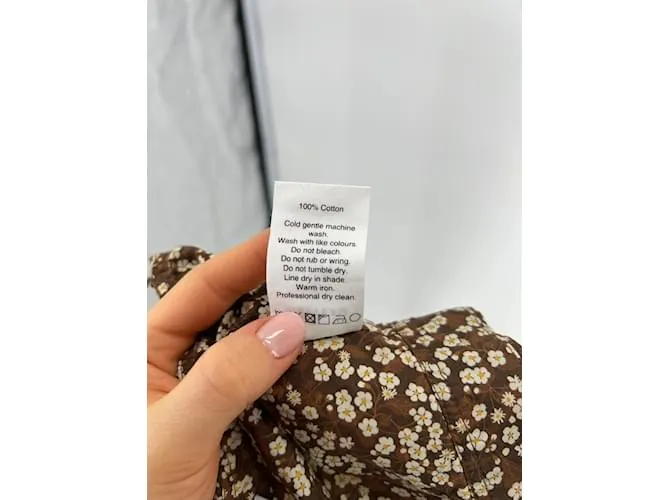 100% Cotton
Cold gentle machine
wash.
Wash with like colours.
Do not bleach.
Do not rub or wring.
Do not tumble dry.
Line dry in shade.
Warm iron.
Professional dry clean.